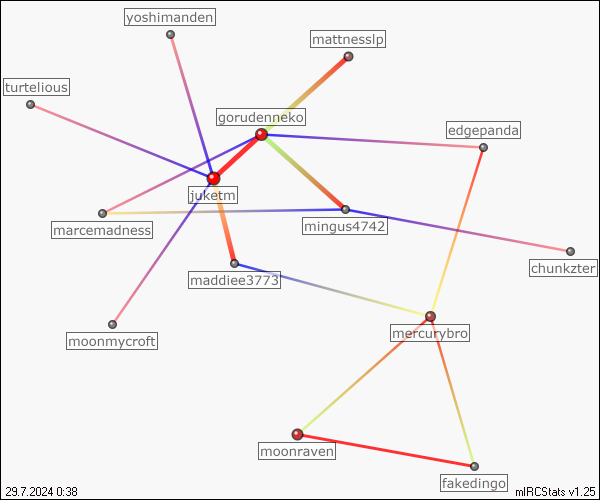 yoshimanden
mattnesslp
turtelious
gorudenneko
edgepanda
juketm
marcemadness
mingus4742
chunkzter
maddiee3773
moonmycroft
mercurybro
moonraven
fakedingo
29.7.2024 0:38
mIRCStats v1.25